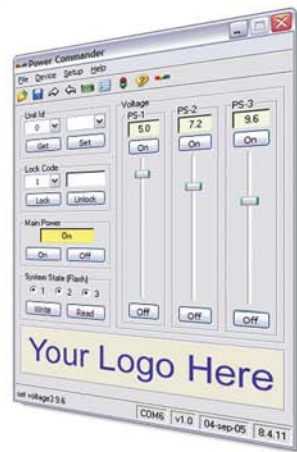 Power Commander
File Device Setup Help
Unit Id
0
Get Set
Lock Code
1
Lock Unlock
Main Power
On
On Off
System State (Flash)
1 2 3
Write Read
Voltage
PS-1 PS-2 PS-3
5.0 7.2 9.6
On On On
Off Off Off
Your Logo Here
set voltage3 9.6
COM6 v1.0 04-sep-05 8.4.11